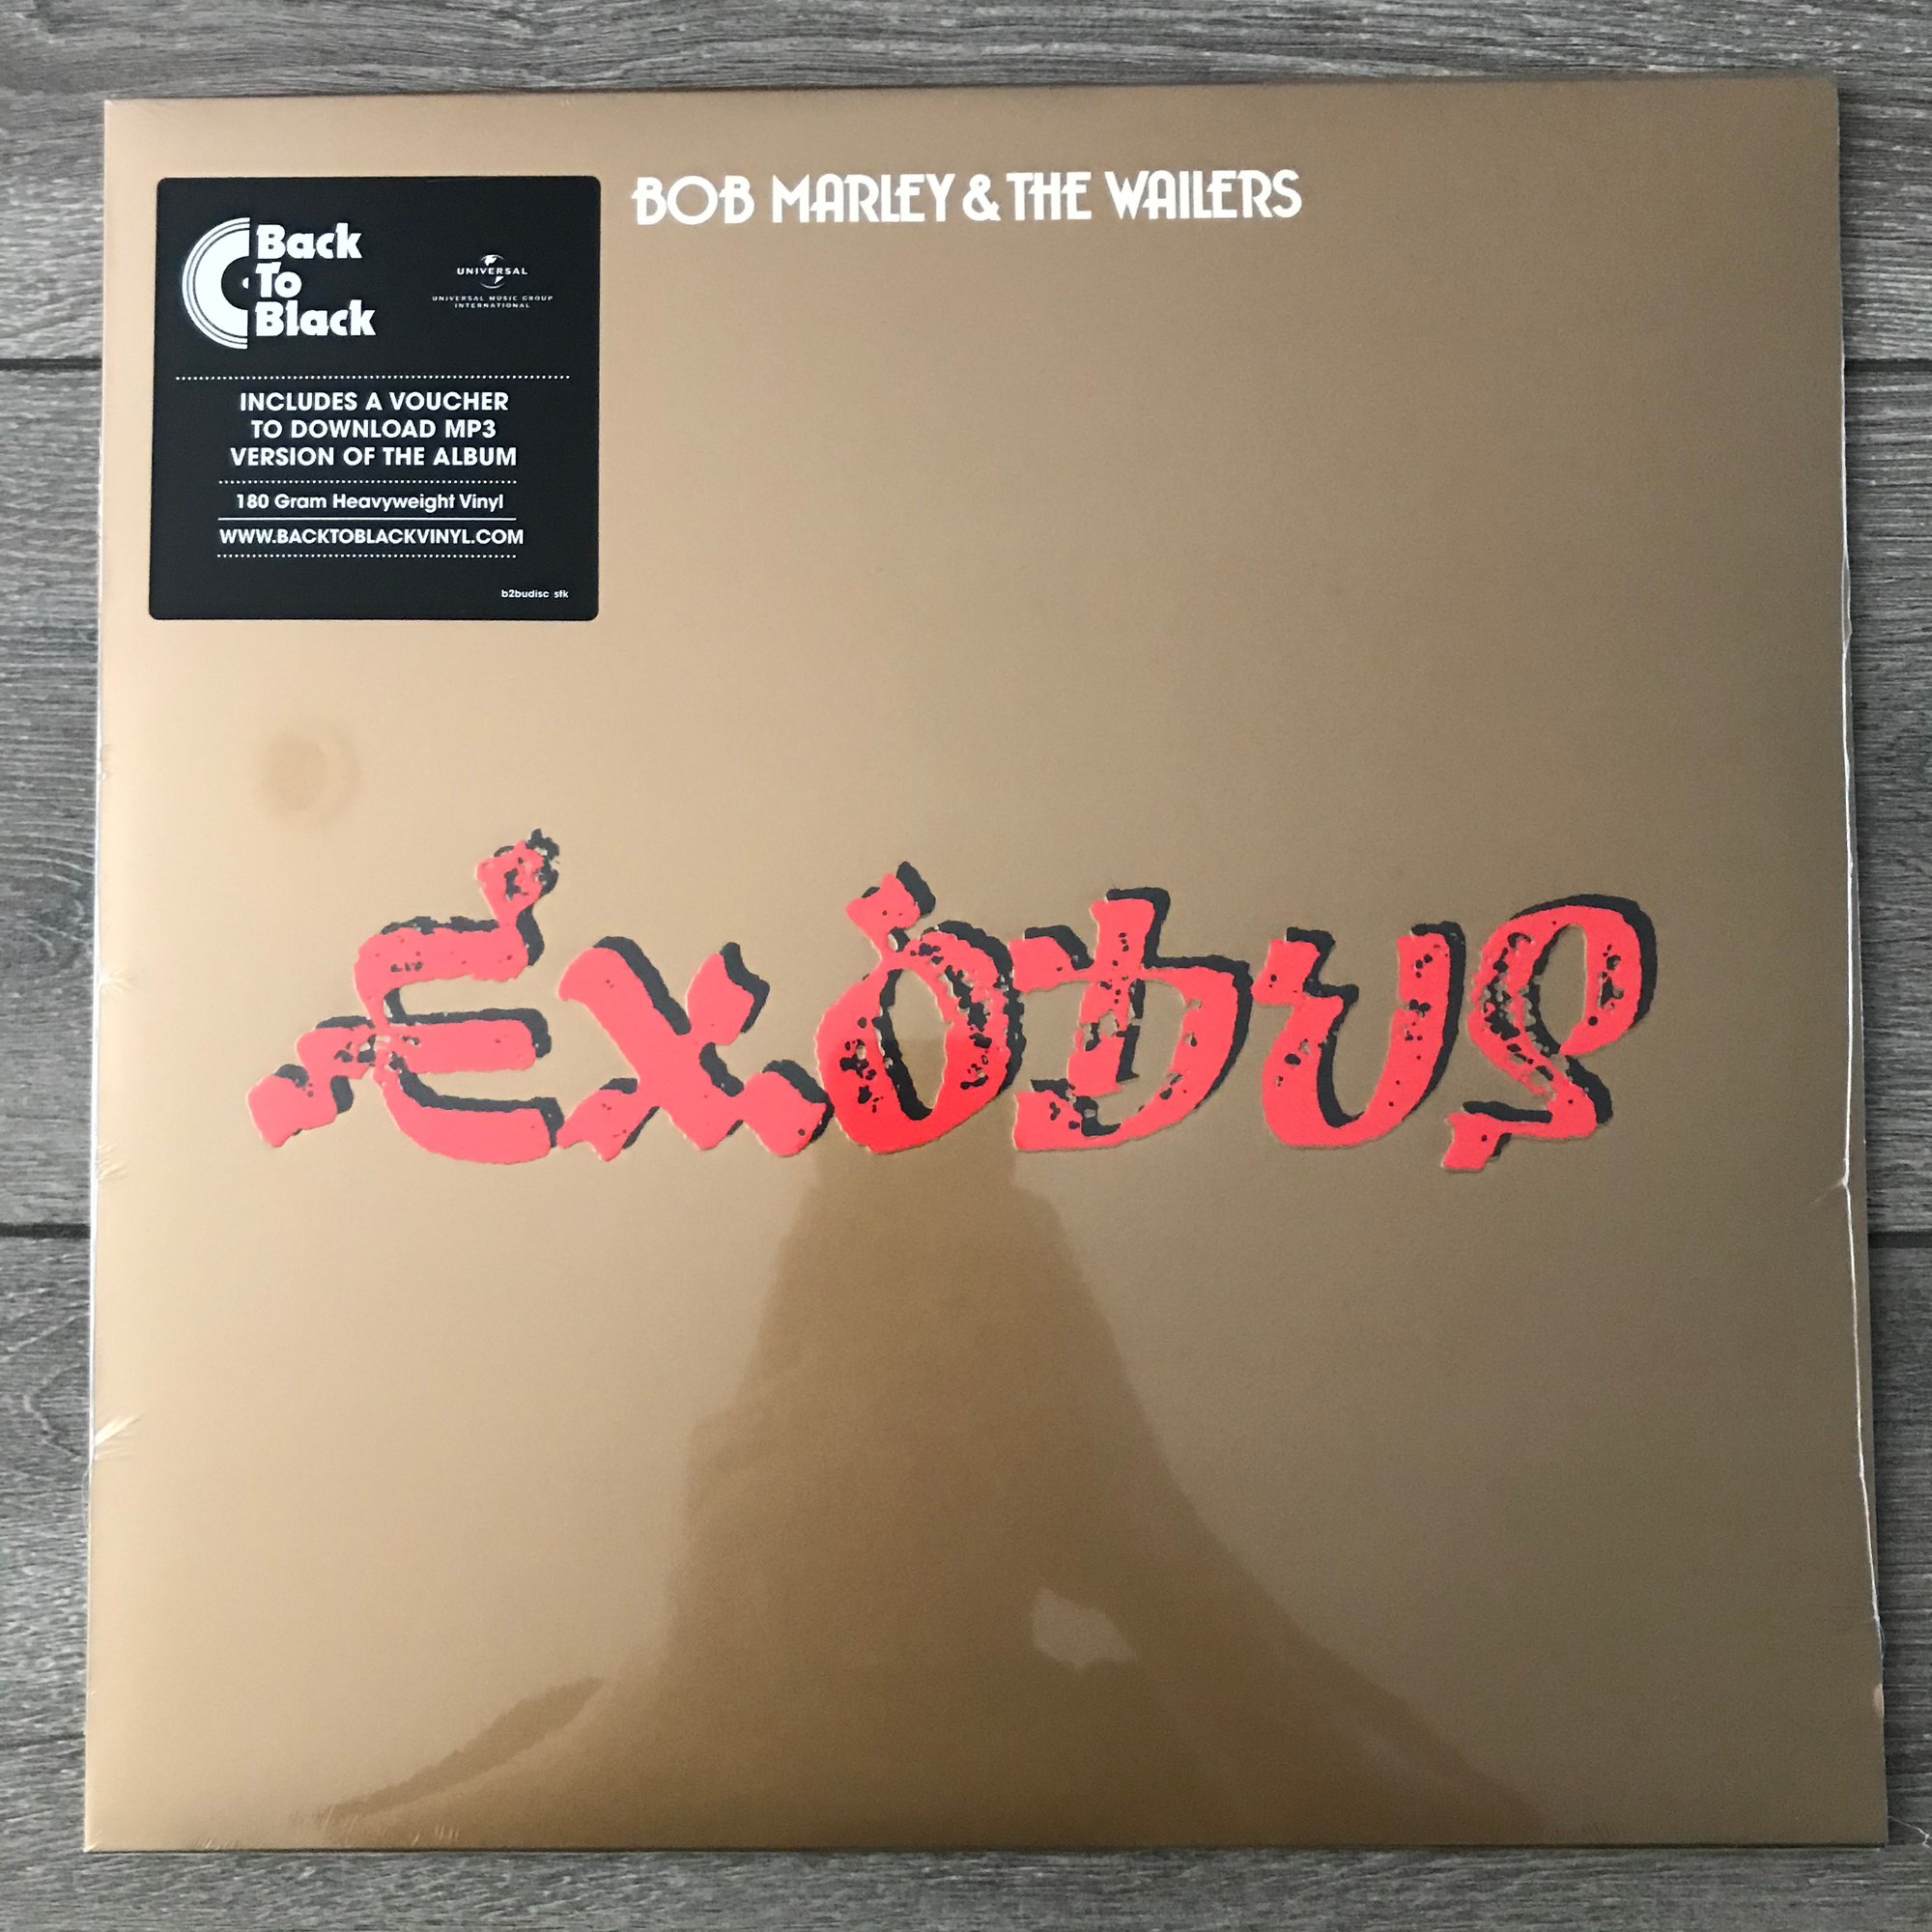 BOB MARLEY & THE WAILERS
Back
To
Black
UNIVERSAL
UNIVERSAL MUSIC GROUP
INTERNATIONAL
INCLUDES A VOUCHER
TO DOWNLOAD MP3
VERSION OF THE ALBUM
180 Gram Heavyweight Vinyl
WWW.BACKTOBLACKVINYL.COM
b2budisc stk
EXODUS